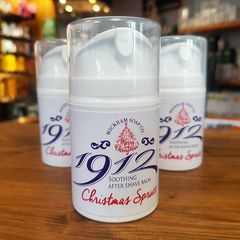 WICKHAM SOAP CO.
1912
SOOTHING
AFTER SHAVE BALM
Christmas Spruce